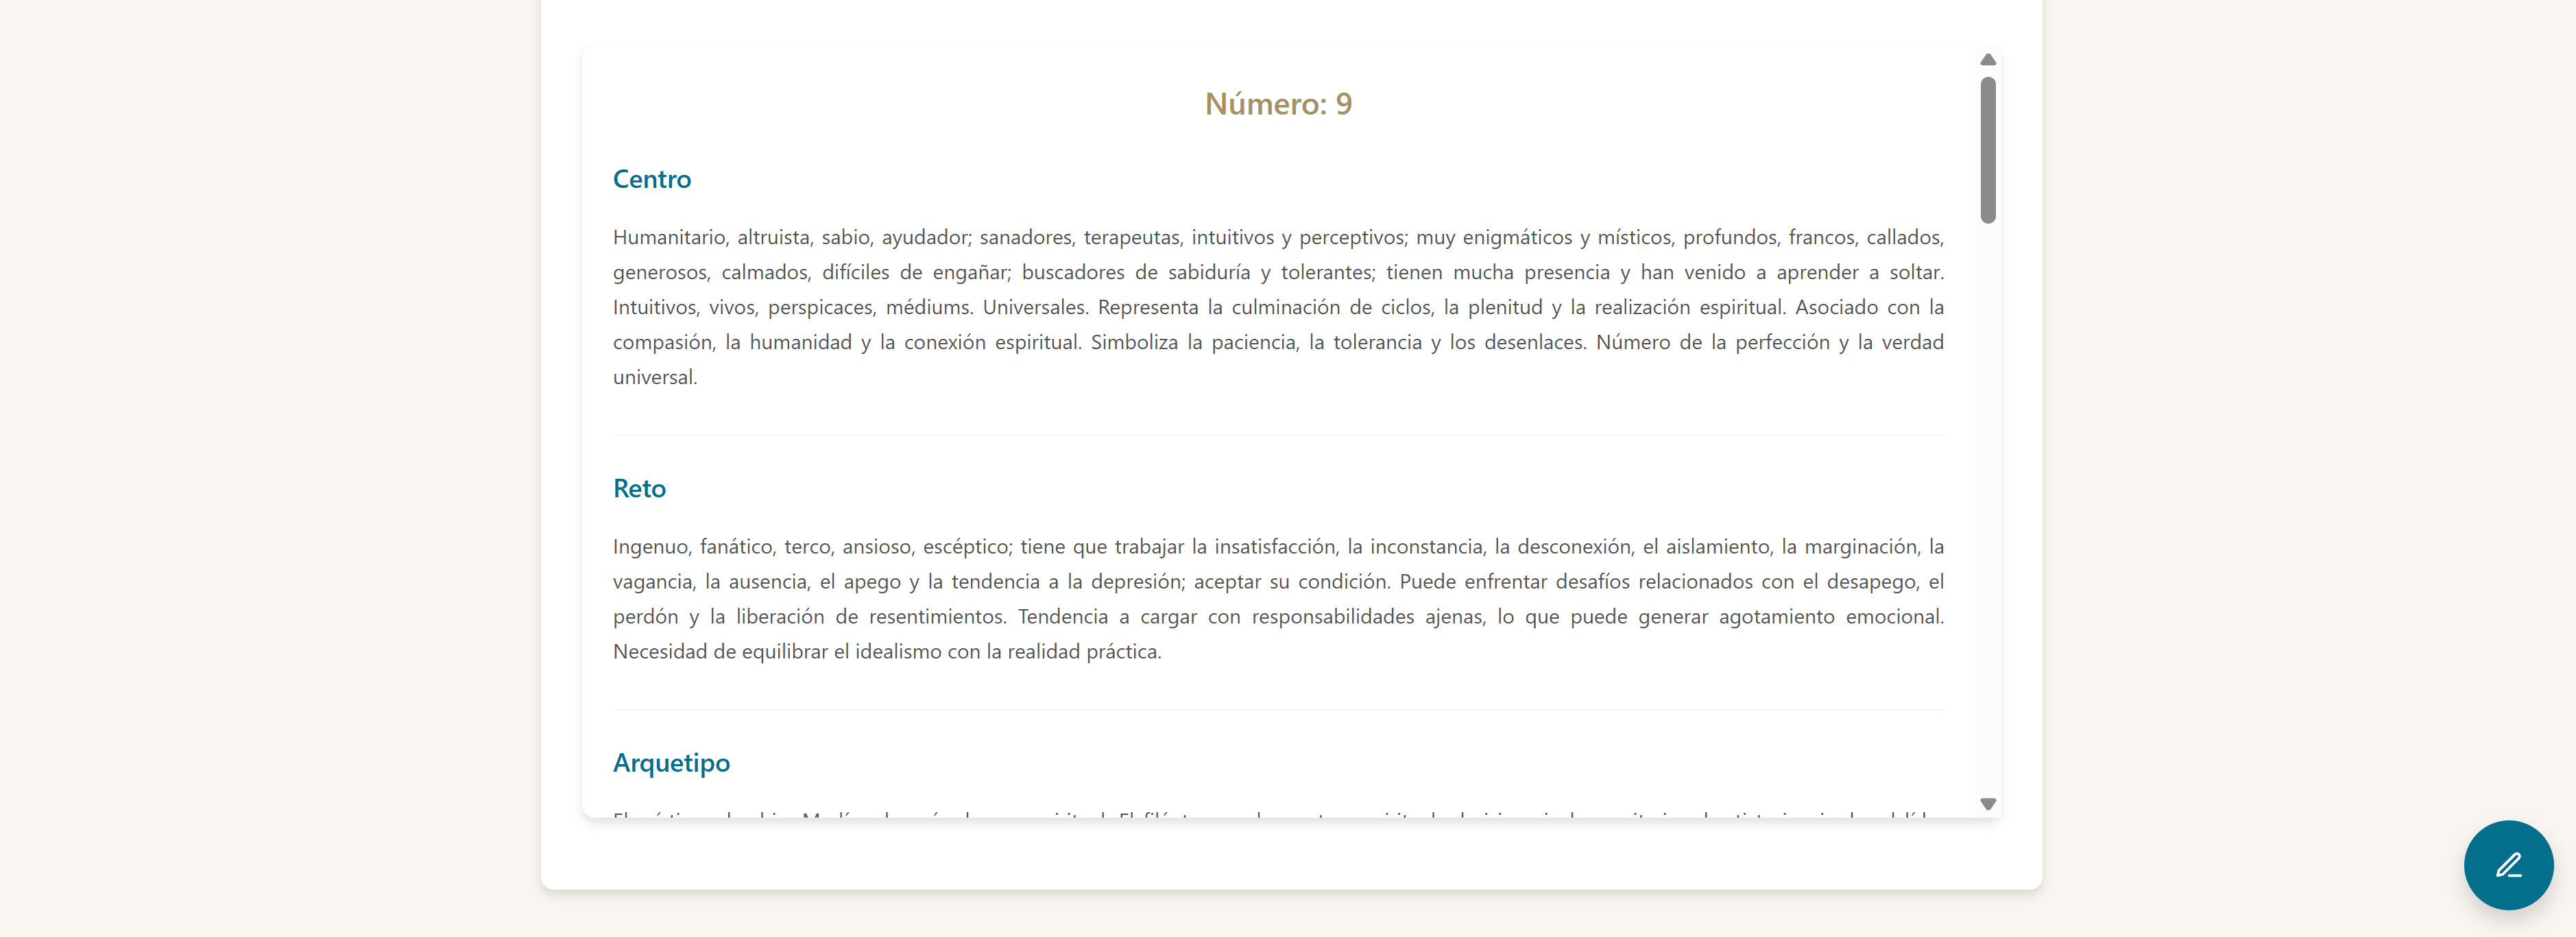 Número: 9
Centro
Humanitario, altruista, sabio, ayudador; sanadores, terapeutas, intuitivos y perceptivos; muy enigmáticos y místicos, profundos, francos, callados,
generosos, calmados, difíciles de engañar; buscadores de sabiduría y tolerantes; tienen mucha presencia y han venido a aprender a soltar.
Intuitivos, vivos, perspicaces, médiums. Universales. Representa la culminación de ciclos, la plenitud y la realización espiritual. Asociado con la
compasión, la humanidad y la conexión espiritual. Simboliza la paciencia, la tolerancia y los desenlaces. Número de la perfección y la verdad
universal.
Reto
Ingenuo, fanático, terco, ansioso, escéptico; tiene que trabajar la insatisfacción, la inconstancia, la desconexión, el aislamiento, la marginación, la
vagancia, la ausencia, el apego y la tendencia a la depresión; aceptar su condición. Puede enfrentar desafíos relacionados con el desapego, el
perdón y la liberación de resentimientos. Tendencia a cargar con responsabilidades ajenas, lo que puede generar agotamiento emocional.
Necesidad de equilibrar el idealismo con la realidad práctica.
Arquetipo